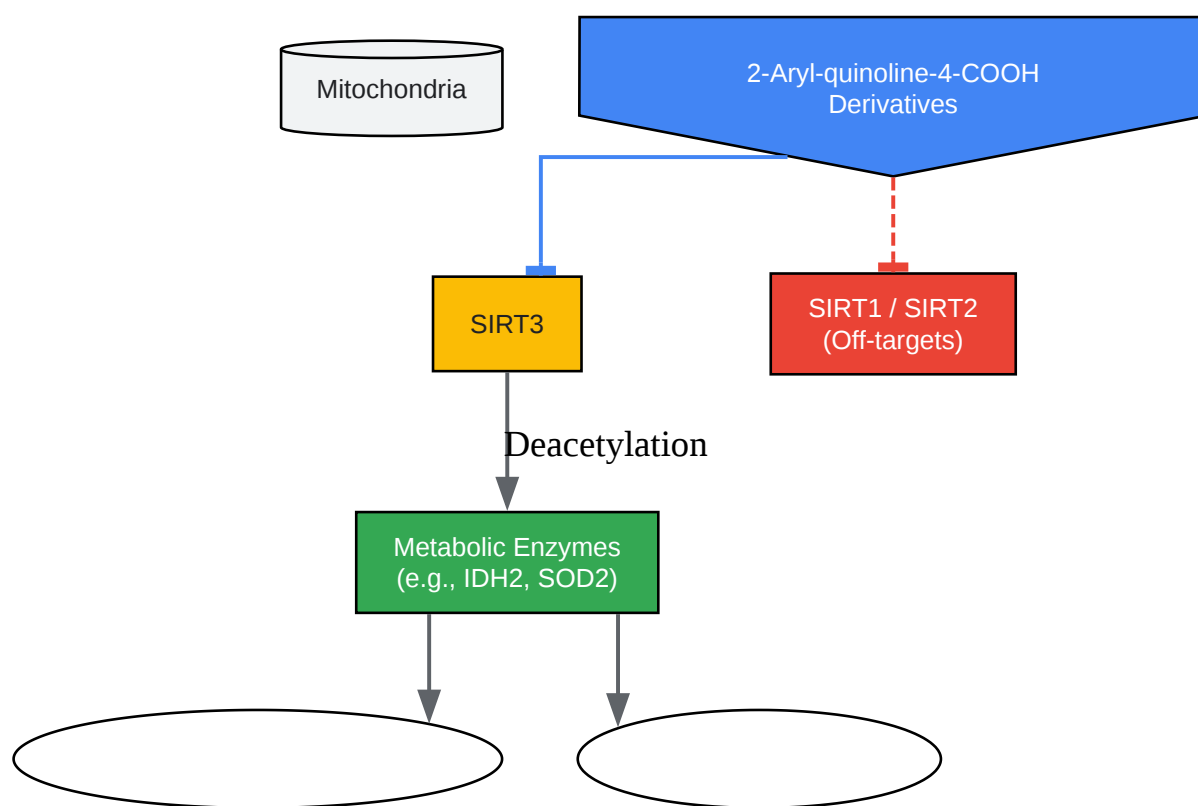 Mitochondria
2-Aryl-quinoline-4-COOH
Derivatives
SIRT3
SIRT1 / SIRT2
(Off-targets)
Deacetylation
Metabolic Enzymes
(e.g., IDH2, SOD2)